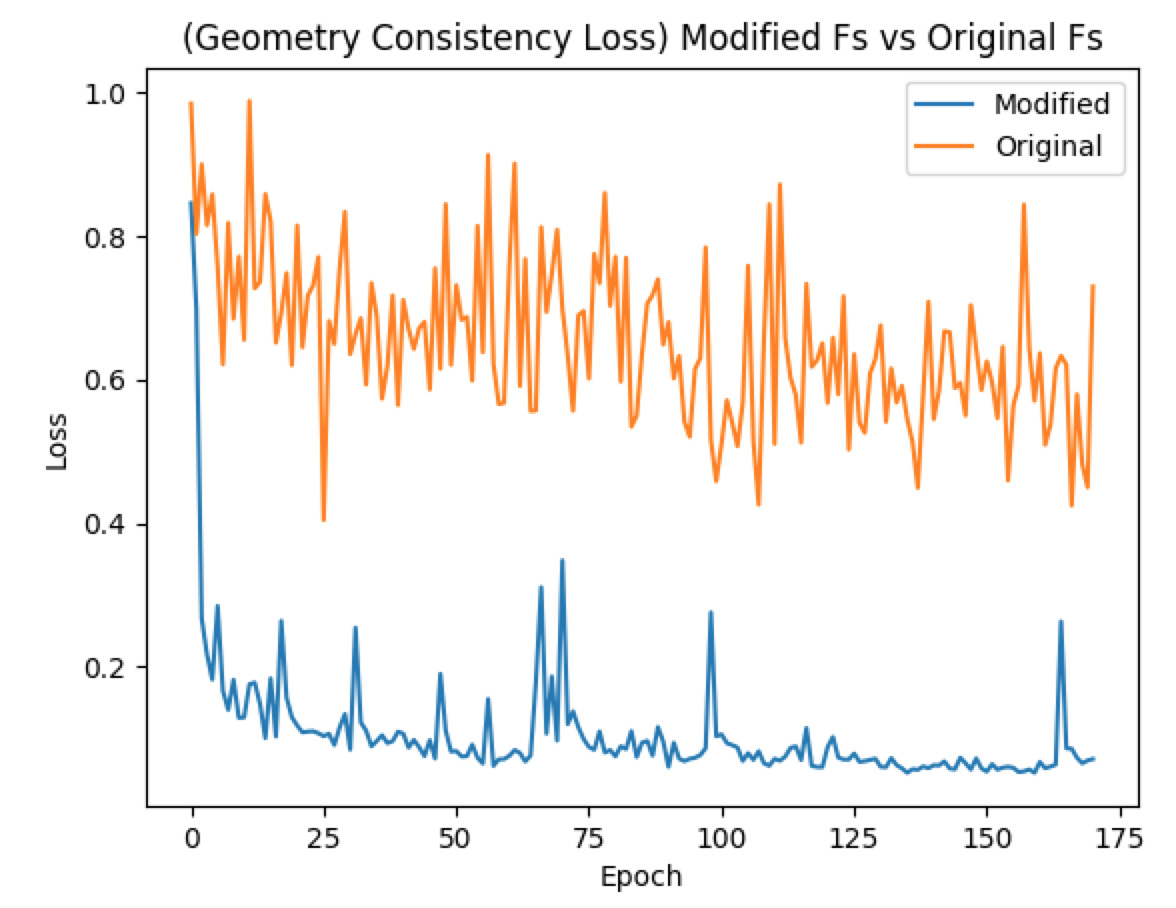 (Geometry Consistency Loss) Modified Fs vs Original Fs
Modified
Original
1.0
0.8
0.6
0.4
0.2
Loss
0 25 50 75 100 125 150 175
Epoch